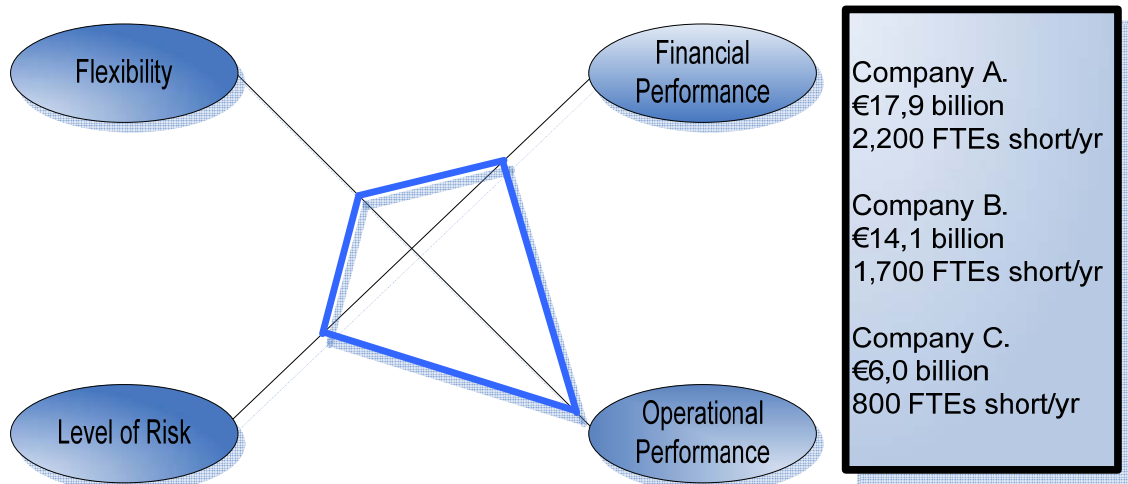 Flexibility
Financial
Performance
Level of Risk
Operational
Performance
Company A.
€17,9 billion
2,200 FTEs short/yr
Company B.
€14,1 billion
1,700 FTEs short/yr
Company C.
€6,0 billion
800 FTEs short/yr